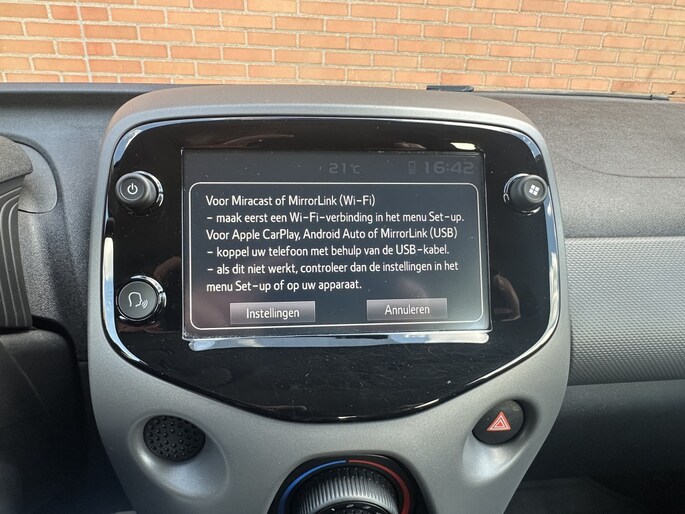 21°C
16:42
Voor Miracast of MirrorLink (Wi-Fi)
- maak eerst een Wi-Fi-verbinding in het menu Set-up.
Voor Apple CarPlay, Android Auto of MirrorLink (USB)
- koppel uw telefoon met behulp van de USB-kabel.
- als dit niet werkt, controleer dan de instellingen in het
menu Set-up of op uw apparaat.
Instellingen
Annuleren